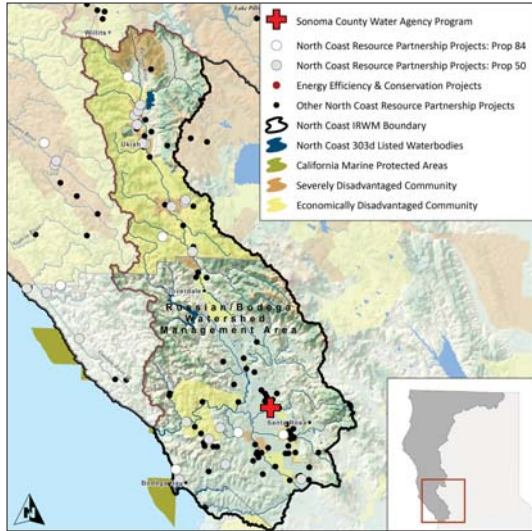 Sonoma County Water Agency Program
North Coast Resource Partnership Projects: Prop 84
North Coast Resource Partnership Projects: Prop 50
Energy Efficiency & Conservation Projects
Other North Coast Resource Partnership Projects
North Coast IRWM Boundary
North Coast 303d Listed Waterbodies
California Marine Protected Areas
Severely Disadvantaged Community
Economically Disadvantaged Community
Willits
Ukiah
Russian/Bodega
Watershed
Management Area
Santa Rosa
Bodega Bay
N